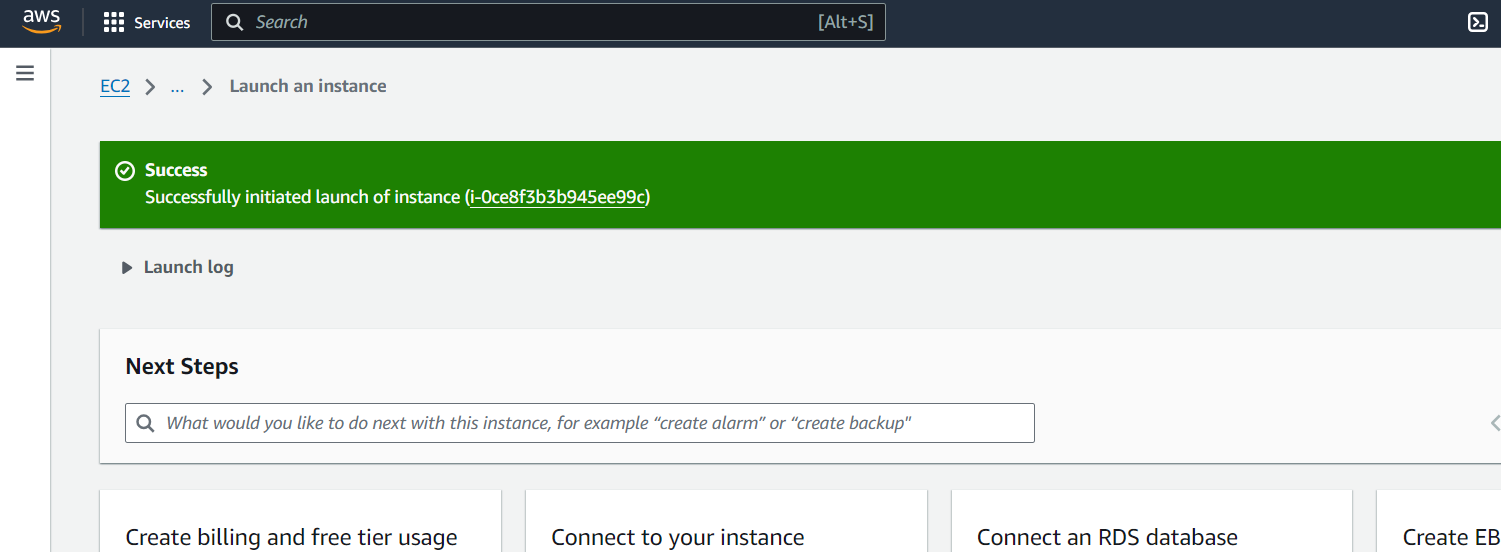 aws
Services
Search
[Alt+S]
EC2
...
Launch an instance
Success
Successfully initiated launch of instance (i-0ce8f3b3b945ee99c)
Launch log
Next Steps
What would you like to do next with this instance, for example “create alarm” or “create backup"
Create billing and free tier usage
Connect to your instance
Connect an RDS database
Create EB